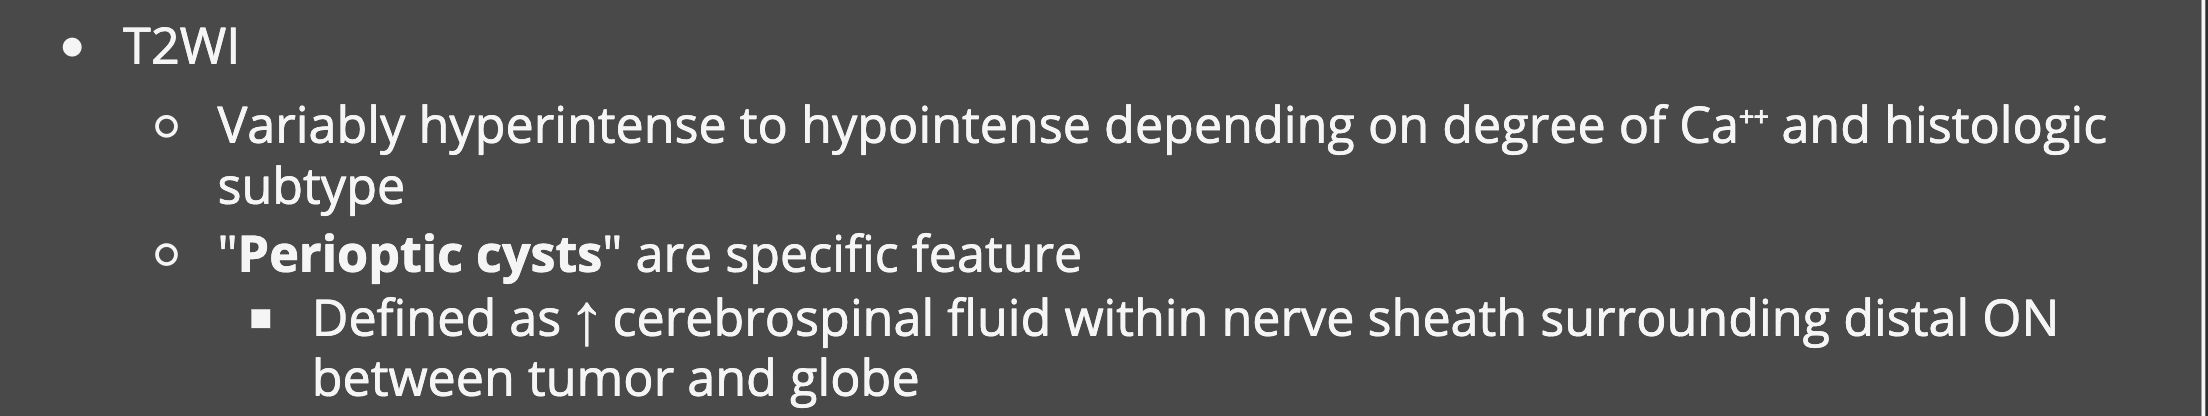 • T2WI
○ Variably hyperintense to hypointense depending on degree of Ca⁺⁺ and histologic
subtype
○ "Perioptic cysts" are specific feature
▪ Defined as ↑ cerebrospinal fluid within nerve sheath surrounding distal ON
between tumor and globe